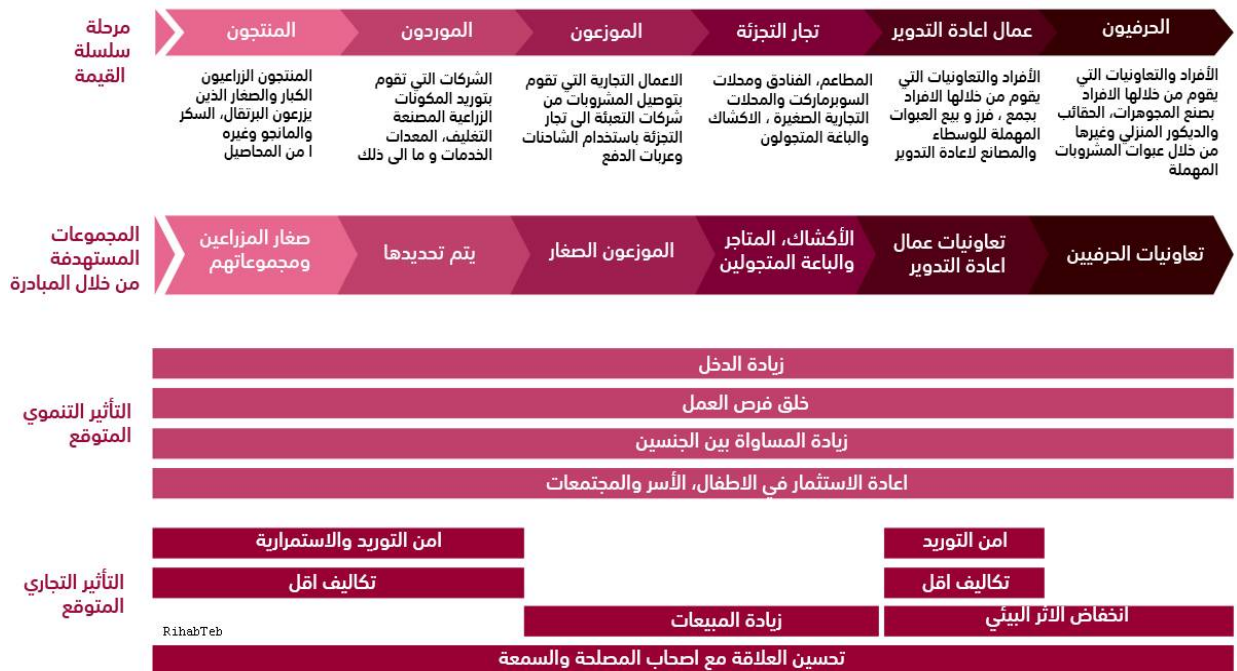 مرحلة
سلسلة
القيمة
المنتجون
الموردون
الموزعون
تجار التجزئة
عمال اعادة التدوير
الحرفيون
المنتجون الزراعيون
الكبار والصغار الذين
يزرعون البرتقال، السكر
والمانجو وغيره
ا من المحاصيل
الشركات التي تقوم
بتوريد المكونات
الزراعية المصنعة
التغليف، المعدات
الخدمات و ما الى ذلك
الاعمال التجارية التي تقوم
بتوصيل المشروبات من
شركات التعبئة الى تجار
التجزئة باستخدام الشاحنات
وعربات الدفع
المطاعم، الفنادق ومحلات
السوبرماركت والمحلات
التجارية الصغيرة ، الاكشاك
والباغة المتجولون
الأفراد والتعاونيات التي
يقوم من خلالها الافراد
بجمع ، فرز و بيع العبوات
المهملة للوسطاء
والمصانع لاعادة التدوير
الأفراد والتعاونيات التي
يقوم من خلالها الافراد
بصنع المجوهرات، الحقائب
والديكور المنزلي وغيرها
من خلال عبوات المشروبات
المهملة
المجموعات
المستهدفة
من خلال المبادرة
صغار المزراعين
ومجموعاتهم
يتم تحديدها
الموزعون الصغار
الأكشاك، المتاجر
والباعة المتجولين
تعاونيات عمال
اعادة التدوير
تعاونيات الحرفيين
التأثير التنموي
المتوقع
زيادة الدخل
خلق فرص العمل
زيادة المساواة بين الجنسين
اعادة الاستثمار في الاطفال، الأسر والمجتمعات
التأثير التجاري
المتوقع
امن التوريد والاستمرارية
امن التوريد
تكاليف اقل
تكاليف اقل
زيادة المبيعات
انخفاض الاثر البيئي
تحسين العلاقة مع اصحاب المصلحة والسمعة
RihabTeb